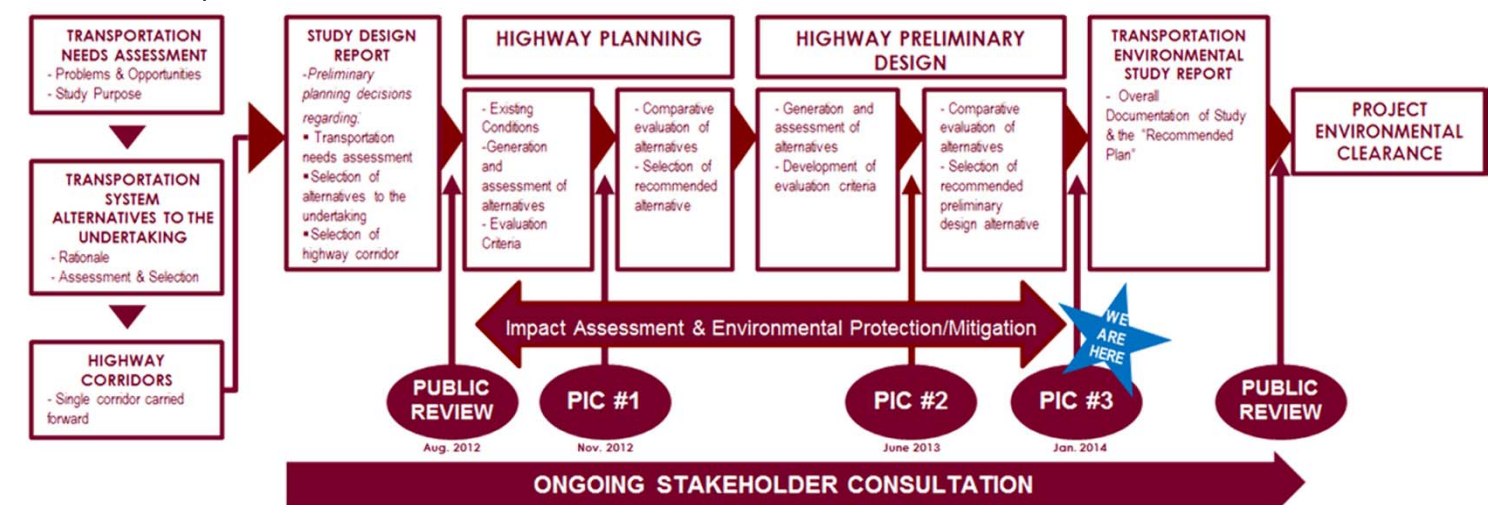 TRANSPORTATION
NEEDS ASSESSMENT
- Problems & Opportunities
- Study Purpose
TRANSPORTATION
SYSTEM
ALTERNATIVES TO THE
UNDERTAKING
- Rationale
- Assessment & Selection
HIGHWAY
CORRIDORS
- Single corridor carried
forward
STUDY DESIGN
REPORT
-Preliminary
planning decisions
regarding:
▪ Transportation
needs assessment
▪Selection of
alternatives to the
undertaking
▪Selection of
highway corridor
HIGHWAY PLANNING
- Existing
Conditions
-Generation
and
assessment of
alternatives
- Evaluation
Criteria
- Comparative
evaluation of
alternatives
- Selection of
recommended
alternative
HIGHWAY PRELIMINARY
DESIGN
- Generation and
assessment of
alternatives
- Development of
evaluation criteria
- Comparative
evaluation of
alternatives
- Selection of
recommended
preliminary
design alternative
TRANSPORTATION
ENVIRONMENTAL
STUDY REPORT
- Overall
Documentation of Study
& the "Recommended
Plan"
PROJECT
ENVIRONMENTAL
CLEARANCE
Impact Assessment & Environmental Protection/Mitigation
WE
ARE
HERE
PUBLIC
REVIEW
Aug. 2012
PIC #1
Nov. 2012
PIC #2
June 2013
PIC #3
Jan. 2014
PUBLIC
REVIEW
ONGOING STAKEHOLDER CONSULTATION